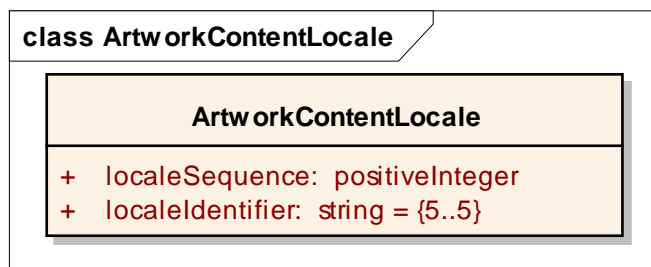 class ArtworkContentLocale
ArtworkContentLocale
+ localeSequence: positiveInteger
+ localeIdentifier: string = {5..5}